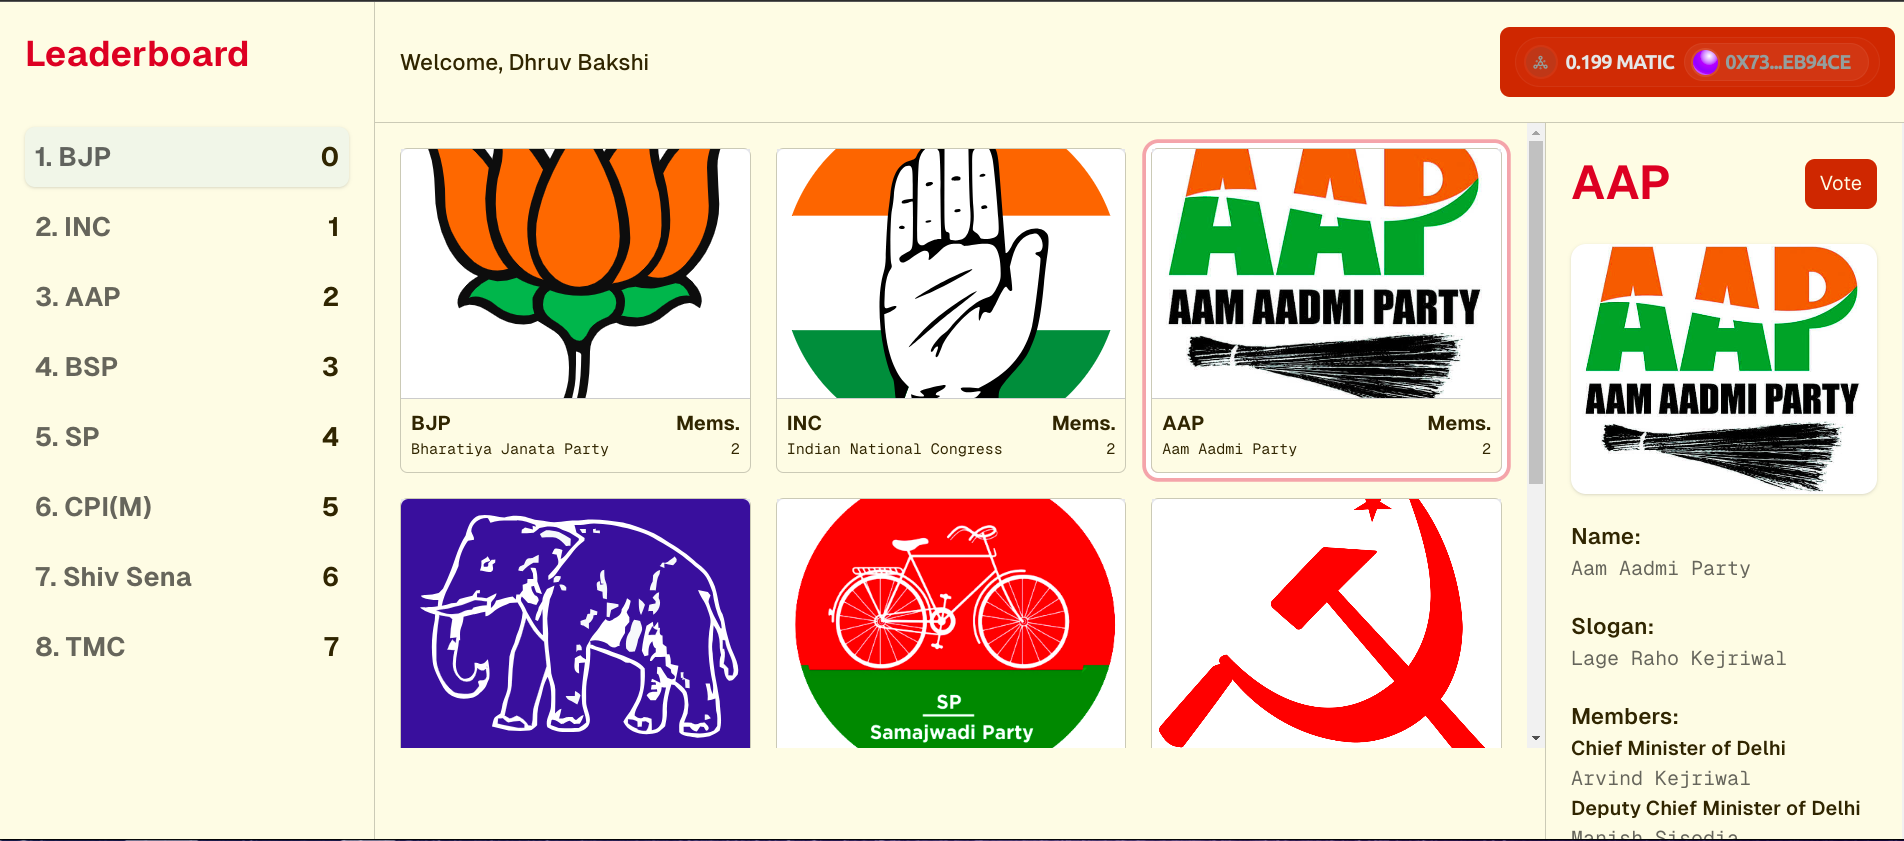 Leaderboard
1. BJP 0
2. INC 1
3. AAP 2
4. BSP 3
5. SP 4
6. CPI(M) 5
7. Shiv Sena 6
8. TMC 7
Welcome, Dhruv Bakshi
0.199 MATIC 0X73...EB94CE
AAP
AAM AADMI PARTY
BJP Mems.
Bharatiya Janata Party 2
INC Mems.
Indian National Congress 2
AAP Mems.
Aam Aadmi Party 2
SP
Samajwadi Party
AAP Vote
AAP
AAM AADMI PARTY
Name:
Aam Aadmi Party
Slogan:
Lage Raho Kejriwal
Members:
Chief Minister of Delhi
Arvind Kejriwal
Deputy Chief Minister of Delhi
Manish Sisodia